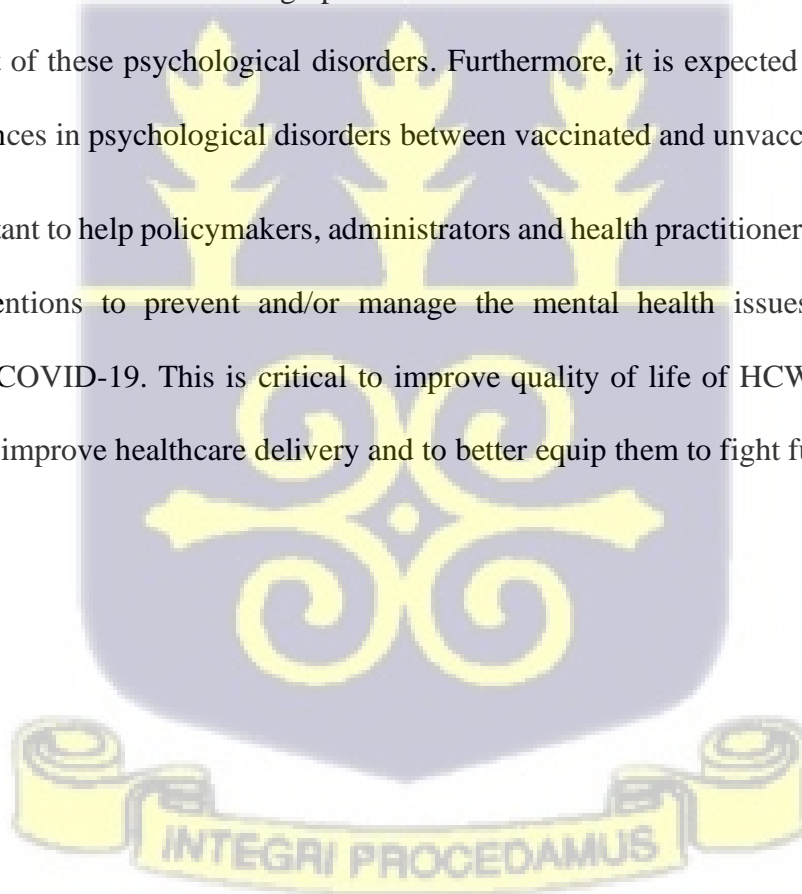 of these psychological disorders. Furthermore, it is expected
nces in psychological disorders between vaccinated and unvacc
tant to help policymakers, administrators and health practitioner
entions to prevent and/or manage the mental health issues
COVID-19. This is critical to improve quality of life of HCW
improve healthcare delivery and to better equip them to fight fu
INTEGRI PROCEDAMUS